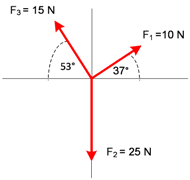 F₃ = 15 N
F₁ = 10 N
53°
37°
F₂ = 25 N